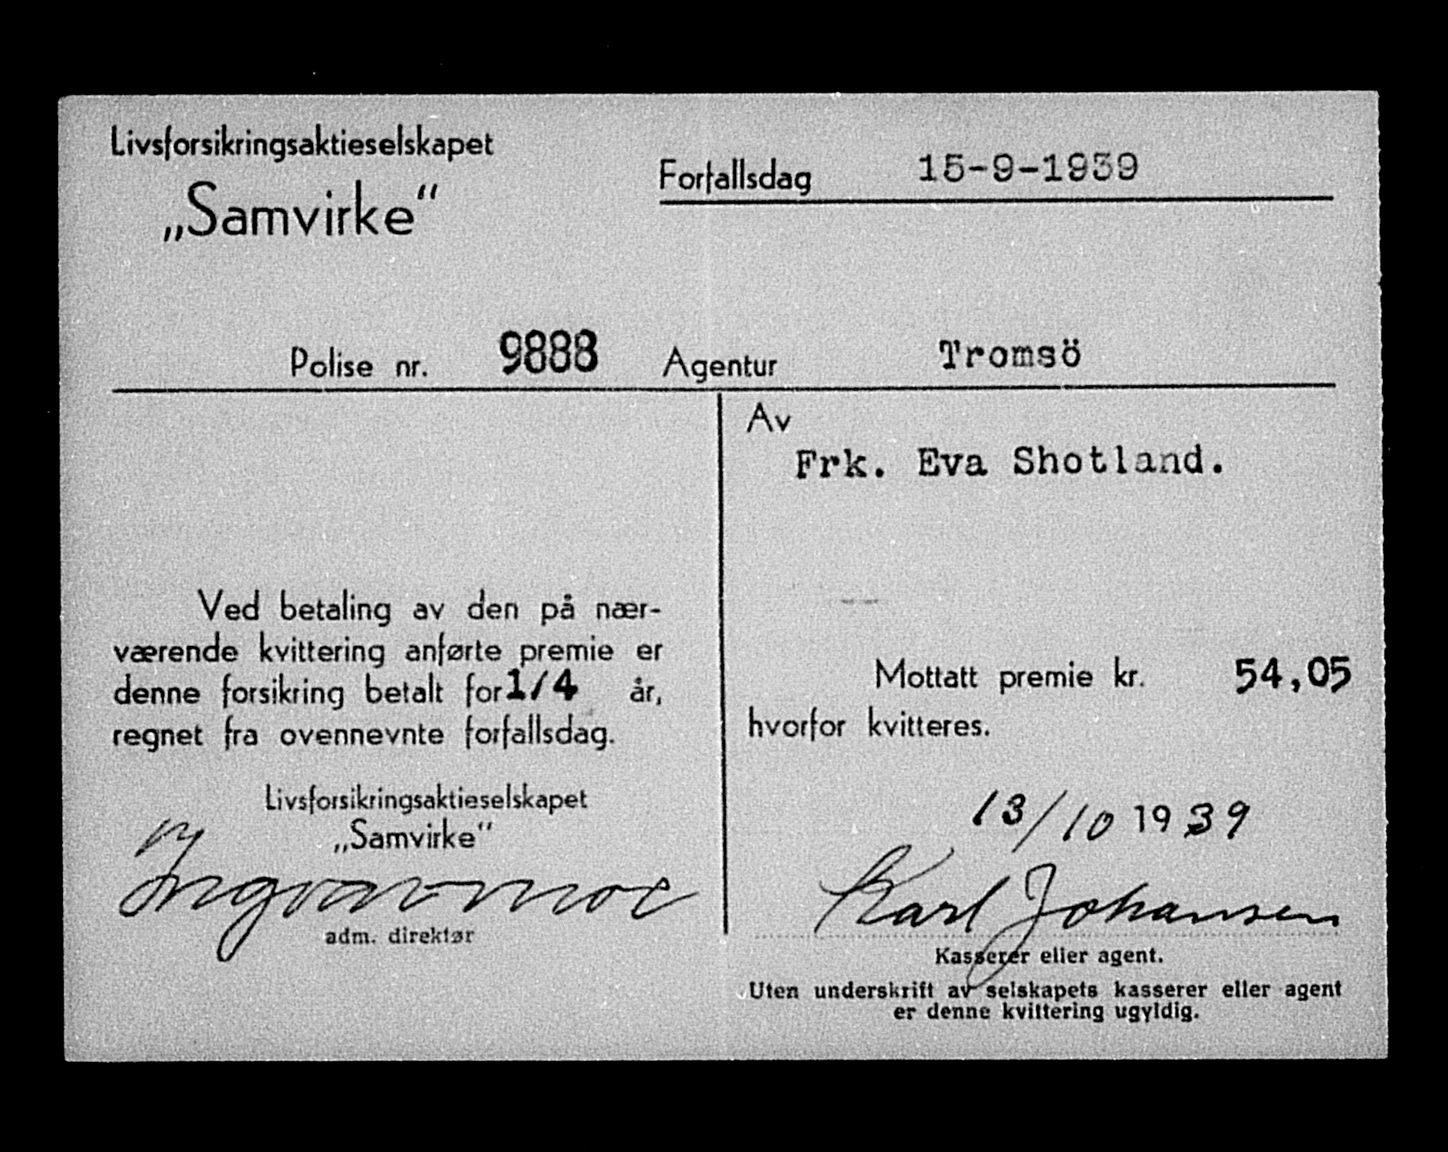 Livsforsikringsaktieselskapet
„Samvirke“
Forfallsdag 15-9-1939
Polise nr. 9888 Agentur Tromsö
Av
Frk. Eva Shotland.
Ved betaling av den på nær-
værende kvittering anførte premie er
denne forsikring betalt for 1/4 år,
regnet fra ovennevnte forfallsdag.
Livsforsikringsaktieselskapet
„Samvirke“
Ingvar Moe
adm. direktør
Mottatt premie kr. 54,05
hvorfor kvitteres.
13/10 1939
Karl Johansen
Kasserer eller agent.
Uten underskrift av selskapets kasserer eller agent
er denne kvittering ugyldig.